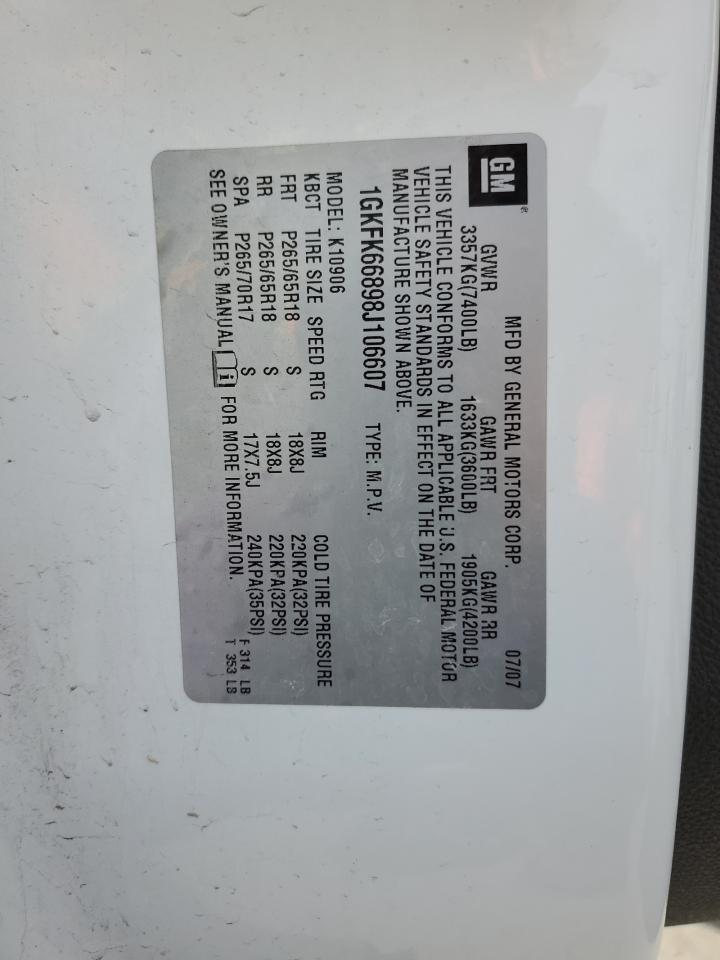 GM®
MFD BY GENERAL MOTORS CORP. 07/07
GVWR GAWR FRT GAWR RR
3357KG(7400LB) 1633KG(3600LB) 1905KG(4200LB)
THIS VEHICLE CONFORMS TO ALL APPLICABLE U.S. FEDERAL MOTOR
VEHICLE SAFETY STANDARDS IN EFFECT ON THE DATE OF
MANUFACTURE SHOWN ABOVE.
1GKFK66898J106607 TYPE: M.P.V.
MODEL: K10906
KBCT TIRE SIZE SPEED RTG RIM COLD TIRE PRESSURE
FRT P265/65R18 S 18X8J 220KPA(32PSI)
RR P265/65R18 S 18X8J 220KPA(32PSI)
SPA P265/70R17 S 17X7.5J 240KPA(35PSI)
SEE OWNER'S MANUAL i FOR MORE INFORMATION.
F 314 LB
T 353 LB